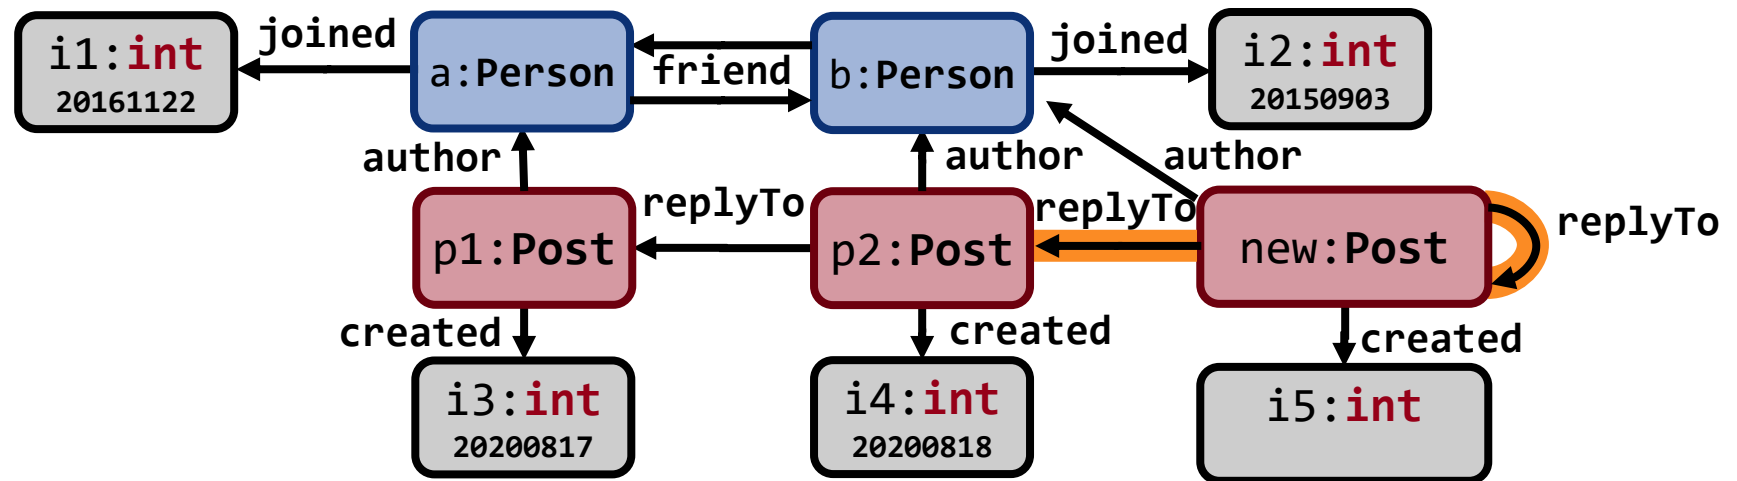 i1:int
20161122
joined
a:Person
friend
b:Person
joined
i2:int
20150903
author
author
author
p1:Post
replyTo
p2:Post
replyTo
new:Post
replyTo
created
created
created
i3:int
20200817
i4:int
20200818
i5:int